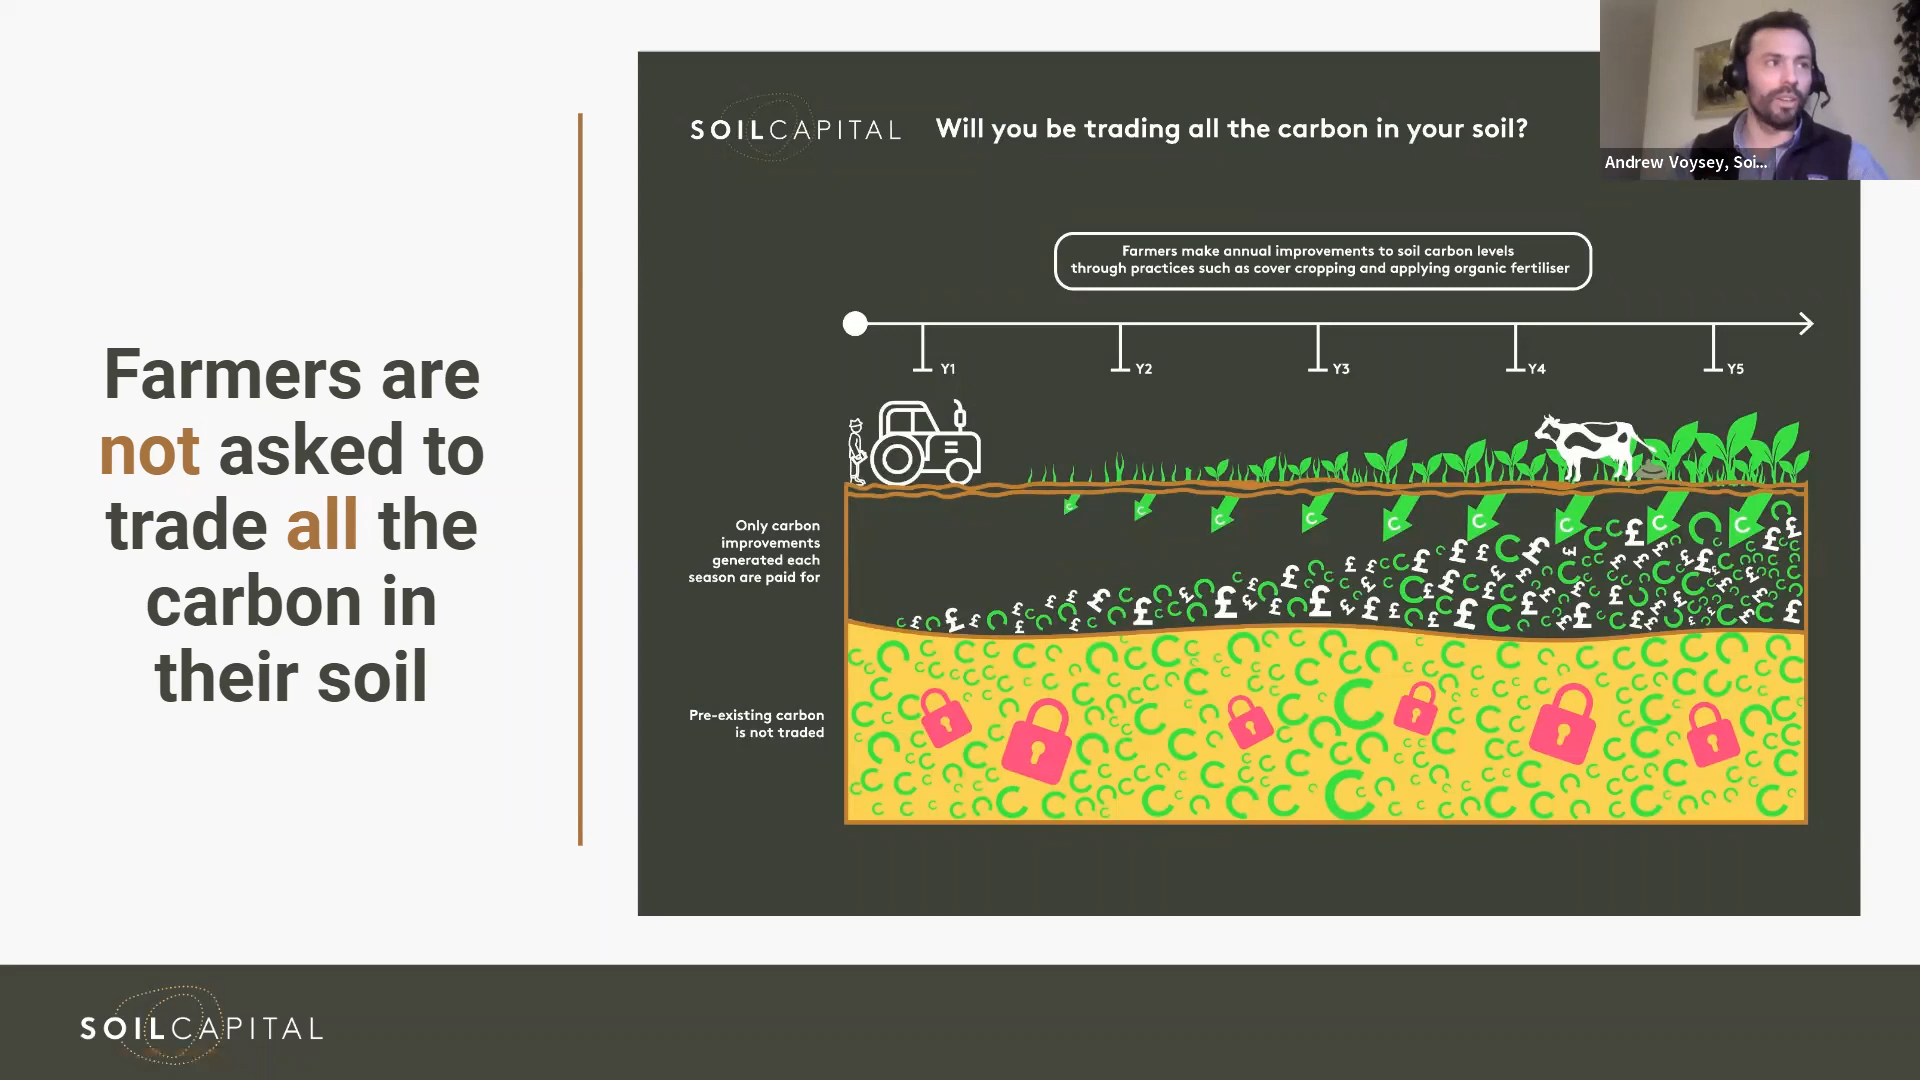 Farmers are
not asked to
trade all the
carbon in
their soil
SOILCAPITAL
Will you be trading all the carbon in your soil?
Andrew Voysey, Soi...
Farmers make annual improvements to soil carbon levels
through practices such as cover cropping and applying organic fertiliser
Y1
Y2
Y3
Y4
Y5
Only carbon
improvements
generated each
season are paid for
Pre-existing carbon
is not traded
SOILCAPITAL